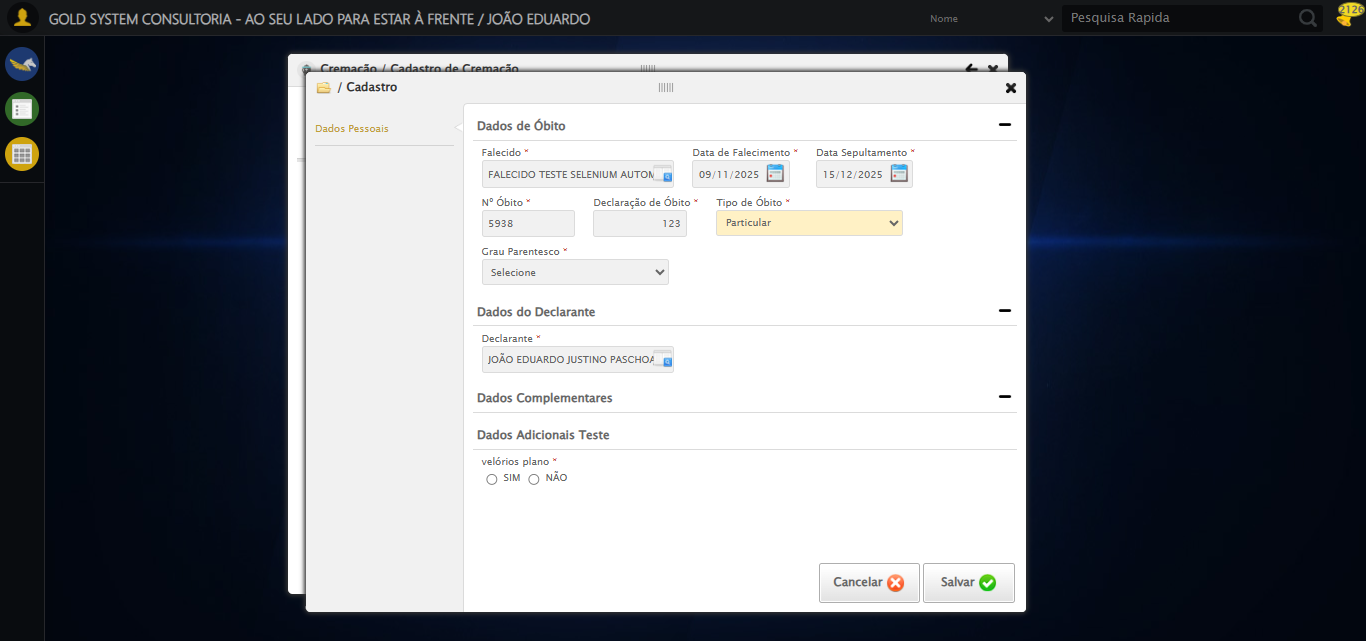 GOLD SYSTEM CONSULTORIA - AO SEU LADO PARA ESTAR À FRENTE / JOÃO EDUARDO
Nome
Pesquisa Rapida
2126
Cremação / Cadastro de Cremação
/ Cadastro
Dados Pessoais
Dados de Óbito
Falecido * Data de Falecimento * Data Sepultamento *
FALECIDO TESTE SELENIUM AUTOM 09/11/2025 15/12/2025
Nº Óbito * Declaração de Óbito * Tipo de Óbito *
5938 123 Particular
Grau Parentesco *
Selecione
Dados do Declarante
Declarante *
JOÃO EDUARDO JUSTINO PASCHOA
Dados Complementares
Dados Adicionais Teste
velórios plano *
SIM NÃO
Cancelar Salvar